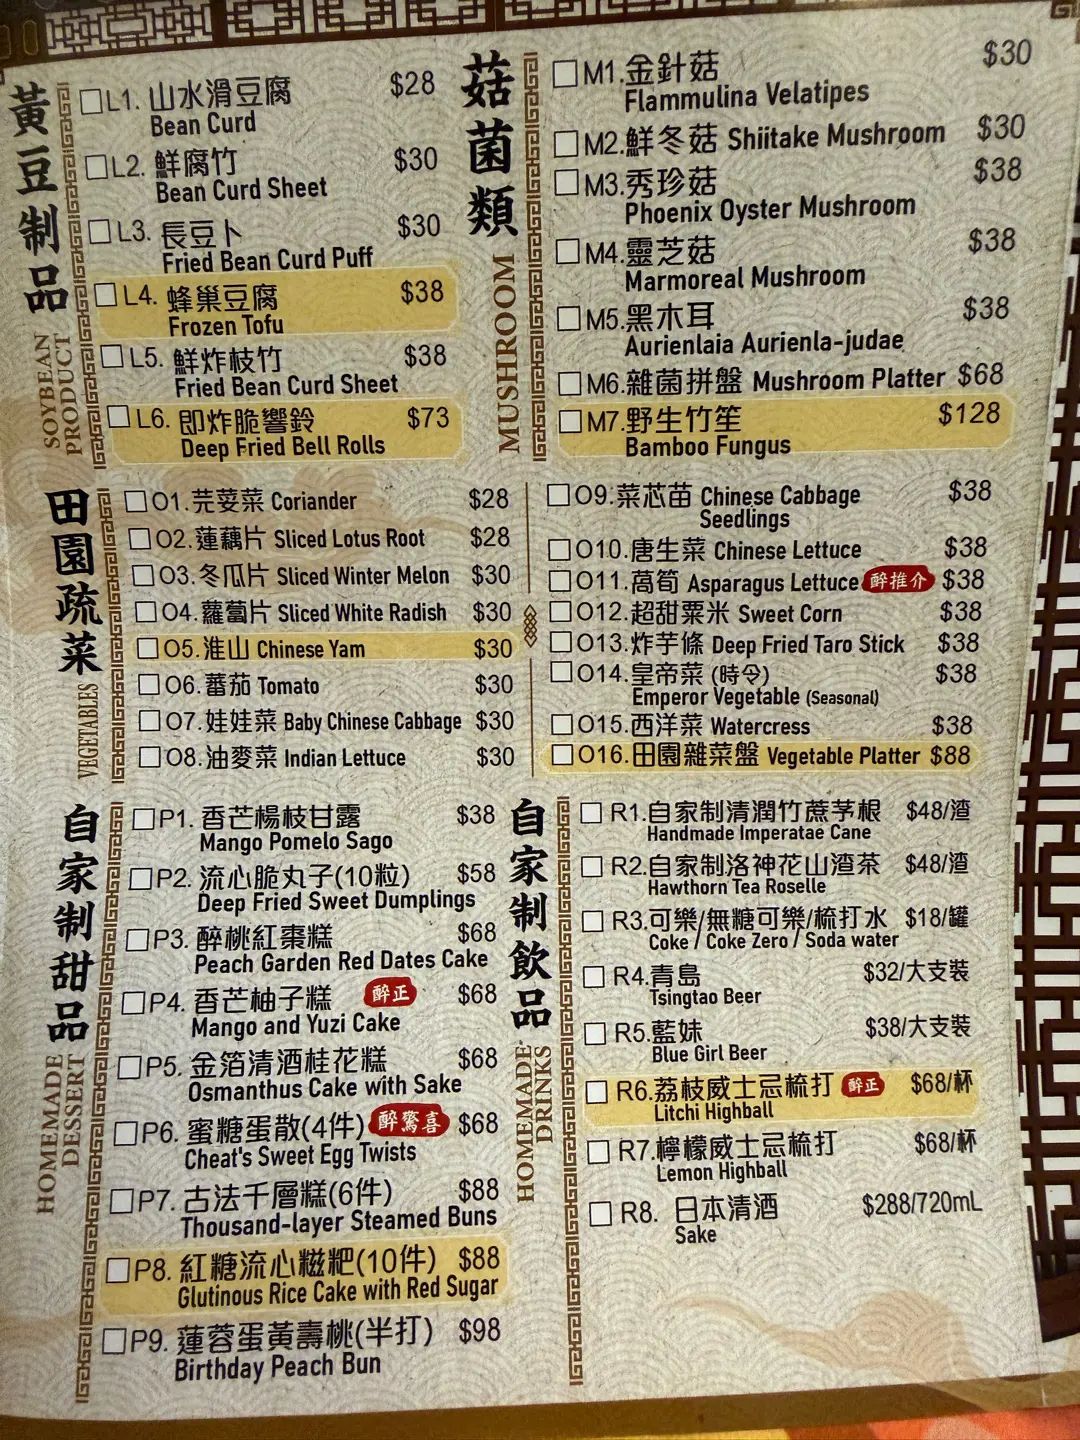 黃豆制品
SOYBEAN PRODUCT
L1. 山水滑豆腐 $28
Bean Curd
L2. 鮮腐竹 $30
Bean Curd Sheet
L3. 長豆卜 $30
Fried Bean Curd Puff
L4. 蜂巢豆腐 $38
Frozen Tofu
L5. 鮮炸枝竹 $38
Fried Bean Curd Sheet
L6. 即炸脆響鈴 $73
Deep Fried Bell Rolls
菇菌類
MUSHROOM
M1.金針菇 $30
Flammulina Velatipes
M2.鮮冬菇 Shiitake Mushroom $30
M3.秀珍菇 $38
Phoenix Oyster Mushroom
M4.靈芝菇 $38
Marmoreal Mushroom
M5.黑木耳 $38
Aurienlaia Aurienla-judae
M6.雜菌拼盤 Mushroom Platter $68
M7.野生竹笙 $128
Bamboo Fungus
田園疏菜
VEGETABLES
O1.芫荽菜 Coriander $28
O2.蓮藕片 Sliced Lotus Root $28
O3.冬瓜片 Sliced Winter Melon $30
O4.蘿蔔片 Sliced White Radish $30
O5.淮山 Chinese Yam $30
O6.蕃茄 Tomato $30
O7.娃娃菜 Baby Chinese Cabbage $30
O8.油麥菜 Indian Lettuce $30
O9.菜芯苗 Chinese Cabbage $38
Seedlings
O10.唐生菜 Chinese Lettuce $38
O11.萵筍 Asparagus Lettuce 醉推介 $38
O12.超甜粟米 Sweet Corn $38
O13.炸芋條 Deep Fried Taro Stick $38
O14.皇帝菜 (時令) $38
Emperor Vegetable (Seasonal)
O15.西洋菜 Watercress $38
O16.田園雜菜盤 Vegetable Platter $88
自家制甜品
HOMEMADE DESSERT
P1. 香芒楊枝甘露 $38
Mango Pomelo Sago
P2. 流心脆丸子(10粒) $58
Deep Fried Sweet Dumplings
P3. 醉桃紅棗糕 $68
Peach Garden Red Dates Cake
P4. 香芒柚子糕 醉正 $68
Mango and Yuzi Cake
P5. 金箔清酒桂花糕 $68
Osmanthus Cake with Sake
P6. 蜜糖蛋散(4件) 醉驚喜 $68
Cheat's Sweet Egg Twists
P7. 古法千層糕(6件) $88
Thousand-layer Steamed Buns
P8. 紅糖流心糍粑(10件) $88
Glutinous Rice Cake with Red Sugar
P9. 蓮蓉蛋黃壽桃(半打) $98
Birthday Peach Bun
自家制飲品
HOMEMADE DRINKS
R1.自家制清潤竹蔗茅根 $48/渣
Handmade Imperatae Cane
R2.自家制洛神花山渣茶 $48/渣
Hawthorn Tea Roselle
R3.可樂/無糖可樂/梳打水 $18/罐
Coke / Coke Zero / Soda water
R4.青島 $32/大支裝
Tsingtao Beer
R5.藍妹 $38/大支裝
Blue Girl Beer
R6.荔枝威士忌梳打 醉正 $68/杯
Litchi Highball
R7.檸檬威士忌梳打 $68/杯
Lemon Highball
R8. 日本清酒 $288/720mL
Sake